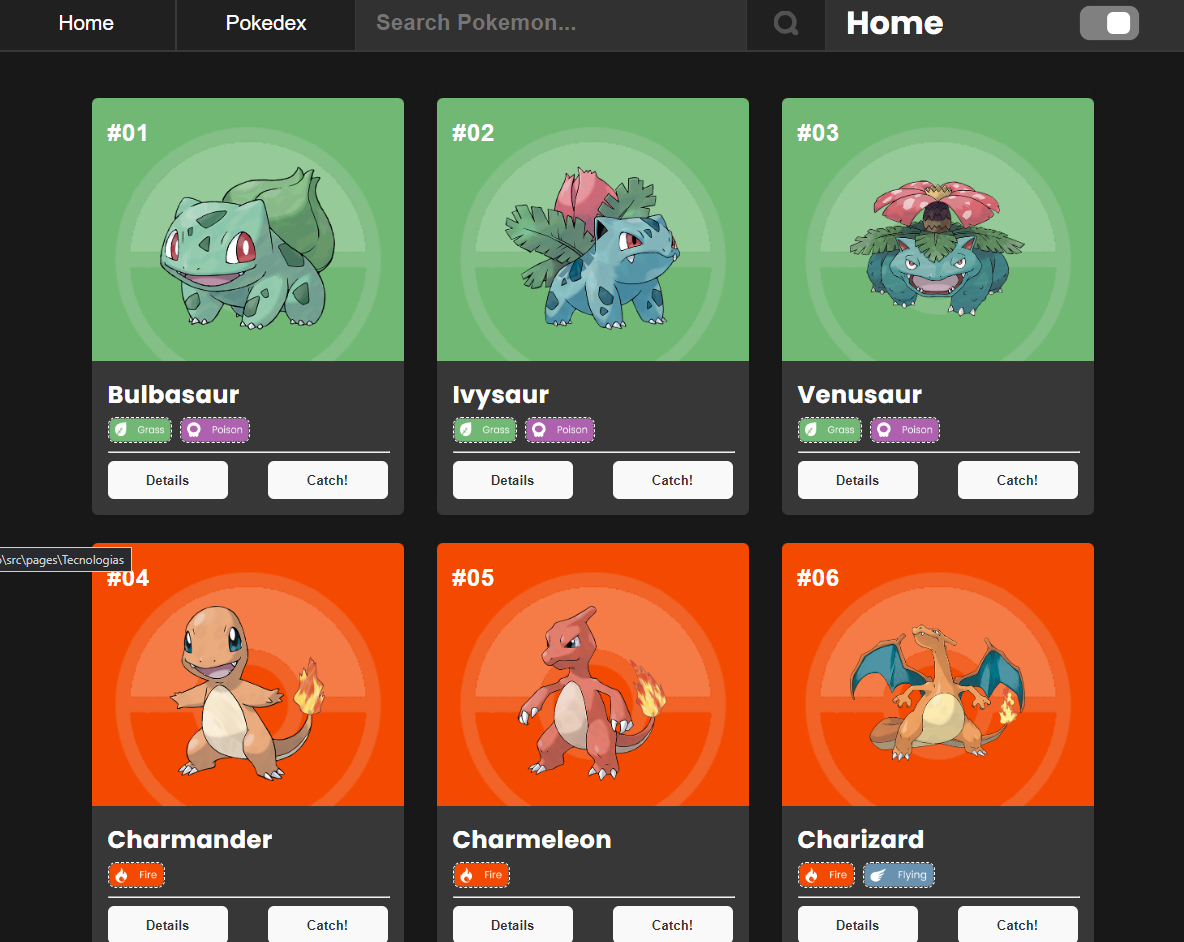 Home Pokedex Search Pokemon... Home
#01 #02 #03
Bulbasaur Ivysaur Venusaur
Grass Poison Grass Poison Grass Poison
Details Catch! Details Catch! Details Catch!
\src\pages\Tecnologias
#04 #05 #06
Charmander Charmeleon Charizard
Fire Fire Fire Flying
Details Catch! Details Catch! Details Catch!